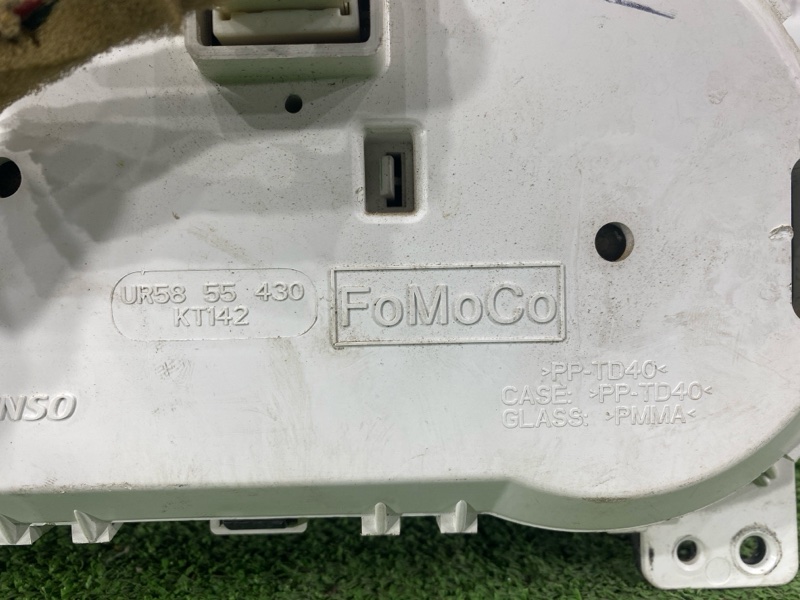 UR58 55 430
KT142
FoMoCo
>PP-TD40<
CASE: >PP-TD40<
GLASS: >PMMA<
NSO